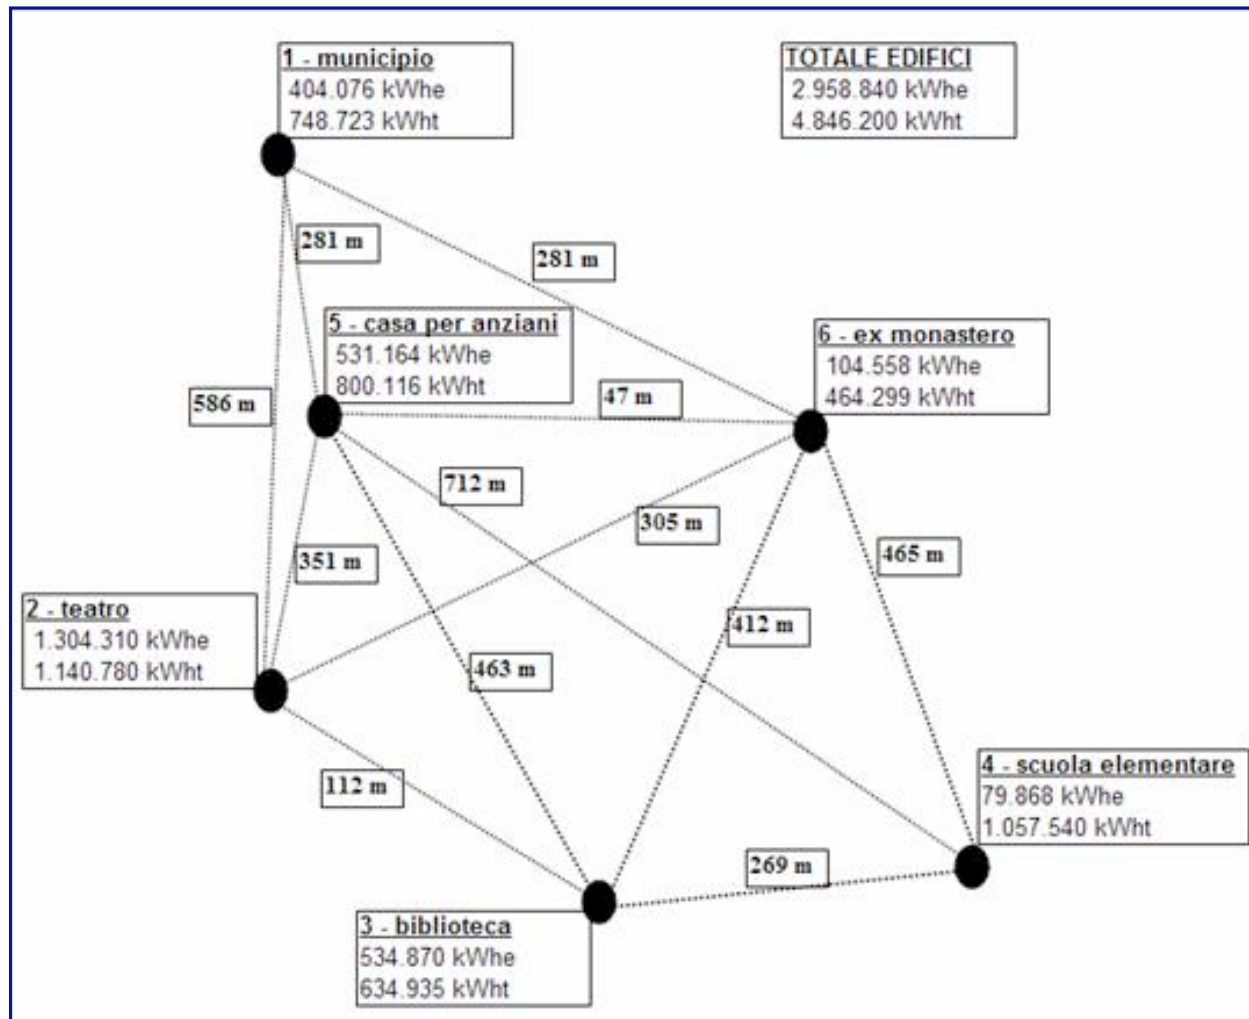 1 - municipio
404.076 kWhe
748.723 kWht
TOTALE EDIFICI
2.958.840 kWhe
4.846.200 kWht
281 m
281 m
5 - casa per anziani
531.164 kWhe
800.116 kWht
6 - ex monastero
104.558 kWhe
464.299 kWht
586 m
47 m
712 m
305 m
351 m
465 m
2 - teatro
1.304.310 kWhe
1.140.780 kWht
412 m
463 m
112 m
4 - scuola elementare
79.868 kWhe
1.057.540 kWht
269 m
3 - biblioteca
534.870 kWhe
634.935 kWht